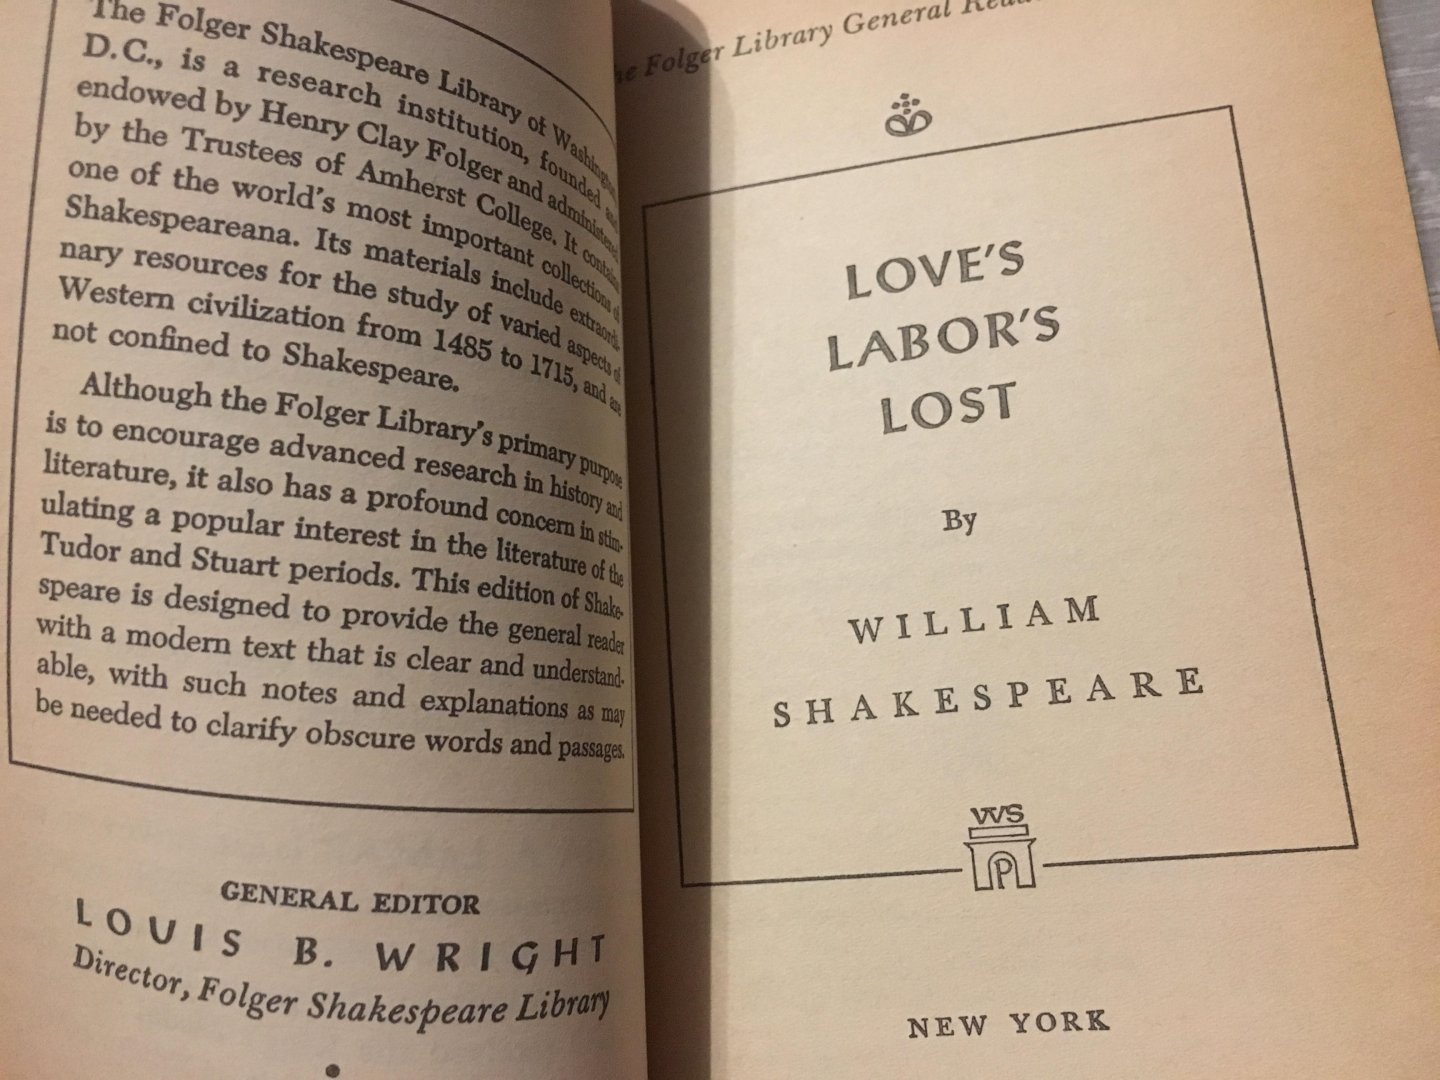 The Folger Shakespeare Library of Washington
D.C., is a research institution, founded and
endowed by Henry Clay Folger and administered
by the Trustees of Amherst College. It contains
one of the world's most important collections of
Shakespeareana. Its materials include extraordi-
nary resources for the study of varied aspects of
Western civilization from 1485 to 1715, and are
not confined to Shakespeare.
Although the Folger Library's primary purpose
is to encourage advanced research in history and
literature, it also has a profound concern in stim-
ulating a popular interest in the literature of the
Tudor and Stuart periods. This edition of Shake-
speare is designed to provide the general reader
with a modern text that is clear and understand-
able, with such notes and explanations as may
be needed to clarify obscure words and passages.
GENERAL EDITOR
LOUIS B. WRIGHT
Director, Folger Shakespeare Library
Folger Library General
LOVE'S
LABOR'S
LOST
By
WILLIAM
SHAKESPEARE
WS
P
NEW YORK